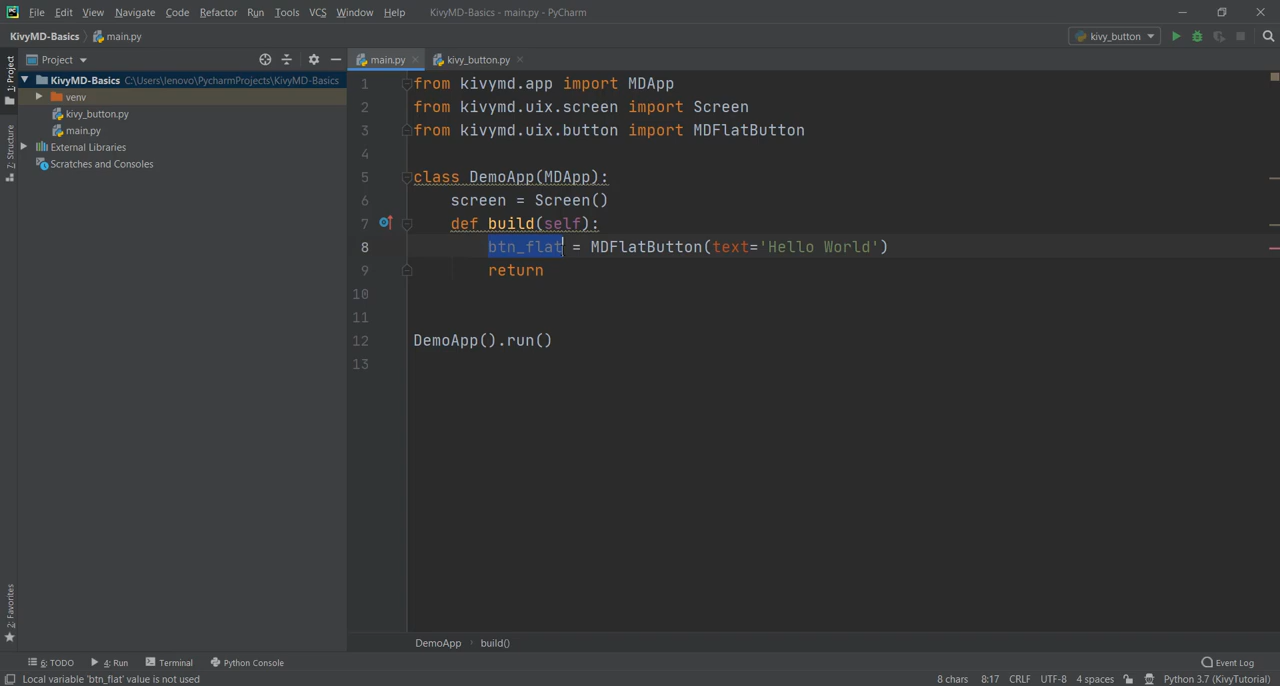 File Edit View Navigate Code Refactor Run Tools VCS Window Help KivyMD-Basics - main.py - PyCharm
KivyMD-Basics main.py kivy_button
1: Project
Project
main.py kivy_button.py
KivyMD-Basics C:\Users\lenovo\PycharmProjects\KivyMD-Basics
venv
kivy_button.py
main.py
External Libraries
Scratches and Consoles
7: Structure
2: Favorites
1 from kivymd.app import MDApp
2 from kivymd.uix.screen import Screen
3 from kivymd.uix.button import MDFlatButton
4
5 class DemoApp(MDApp):
6 screen = Screen()
7 def build(self):
8 btn_flat = MDFlatButton(text='Hello World')
9 return
10
11
12 DemoApp().run()
13
DemoApp build()
6: TODO 4: Run Terminal Python Console Event Log
Local variable 'btn_flat' value is not used 8 chars 8:17 CRLF UTF-8 4 spaces Python 3.7 (KivyTutorial)